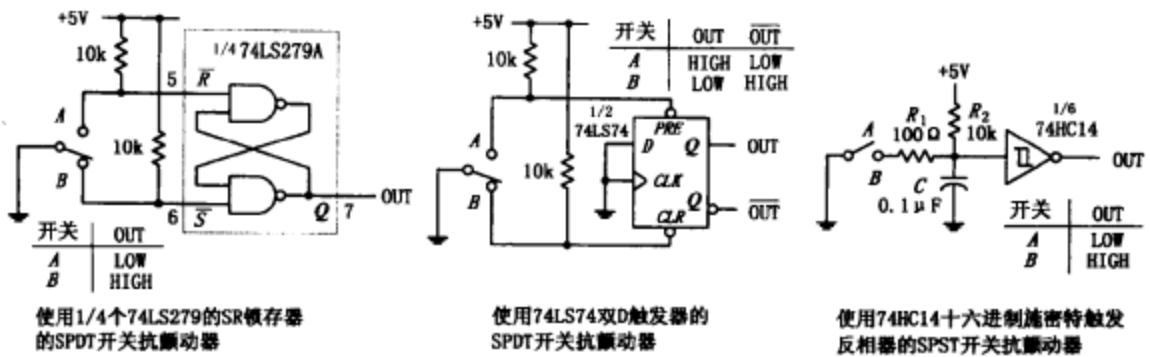 +5V
10k
1/4 74LS279A
5
R̅
A
10k
B
6
S̅
Q
7
OUT
开关 OUT
A LOW
B HIGH
使用1/4个74LS279的SR锁存器
的SPDT开关抗颤动器
+5V
10k
开关 OUT O̅U̅T̅
A HIGH LOW
B LOW HIGH
1/2
74LS74
PRE
D
Q
OUT
A
10k
CLK
B
Q
O̅U̅T̅
CLR
使用74LS74双D触发器的
SPDT开关抗颤动器
+5V
R₁
100Ω
R₂
10k
1/6
74HC14
A
B
OUT
C
0.1μF
开关 OUT
A LOW
B HIGH
使用74HC14十六进制施密特触发
反相器的SPST开关抗颤动器